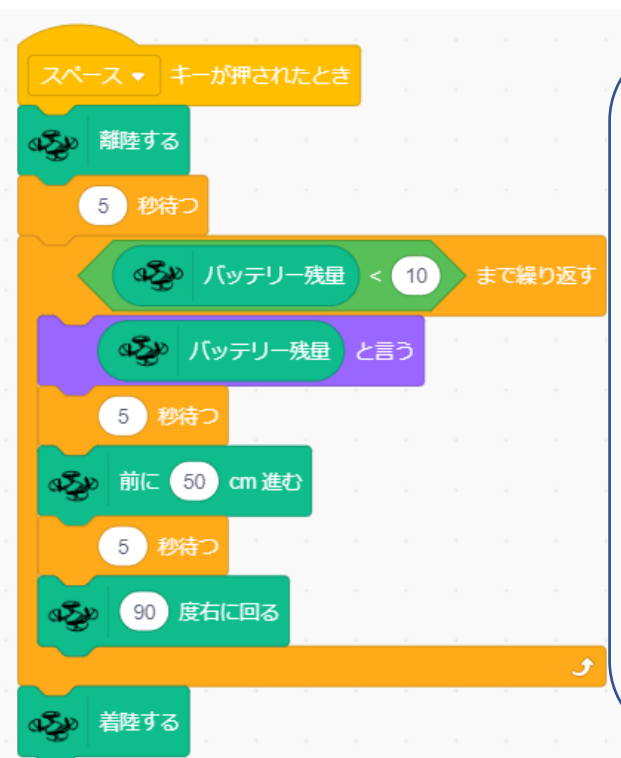 スペース キーが押されたとき
離陸する
5 秒待つ
バッテリー残量 < 10 まで繰り返す
バッテリー残量 と言う
5 秒待つ
前に 50 cm 進む
5 秒待つ
90 度右に回る
着陸する